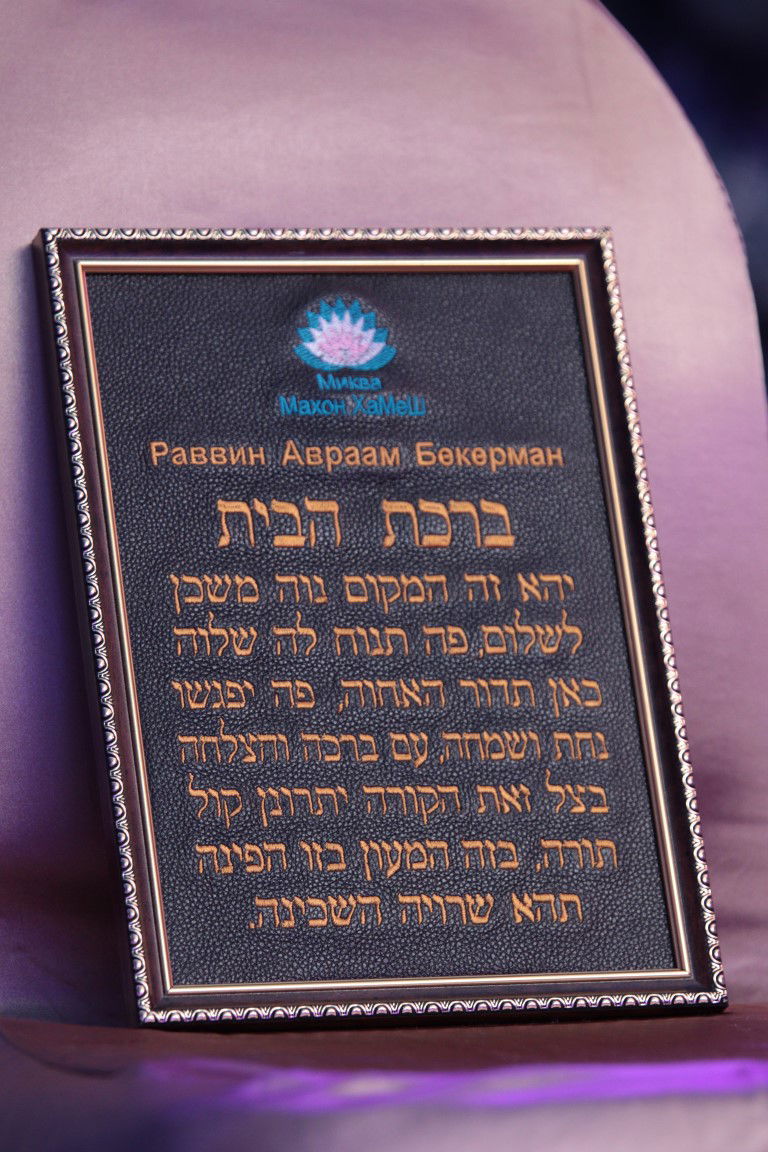 Миква
Махон ХаМеШ
Раввин Авраам Бекерман
ברכת הבית
יהא זה המקום נוה משכן
לשלום, פה תנוח לה שלוה
כאן תדור האחוה, פה יפגשו
נחת ושמחה, עם ברכה והצלחה
בצל זאת הקורה יתרונן קול
תורה, בזה המעון בזו הפינה
תהא שרויה השכינה.